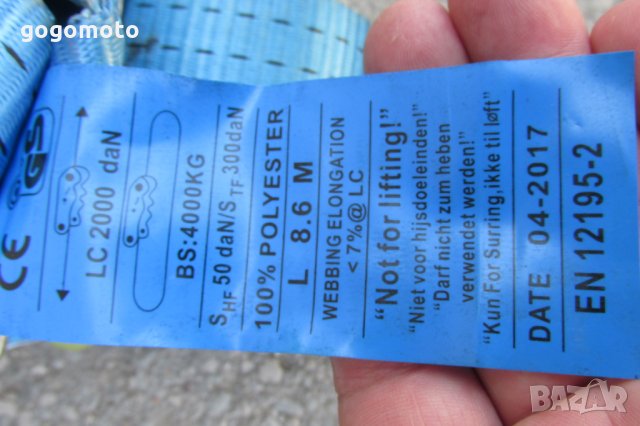 gogomoto
CE
GS
LC 2000 daN
BS:4000KG
SHF 50 daN/S TF 300daN
100% POLYESTER
L 8.6 M
WEBBING ELONGATION
< 7%@ LC
"Not for lifting!"
"Niet voor hijsdoeleinden!"
"Darf nicht zum heben
verwendet werden!"
"Kun For Surring,ikke til løft"
DATE 04-2017
EN 12195-2
BAZAR